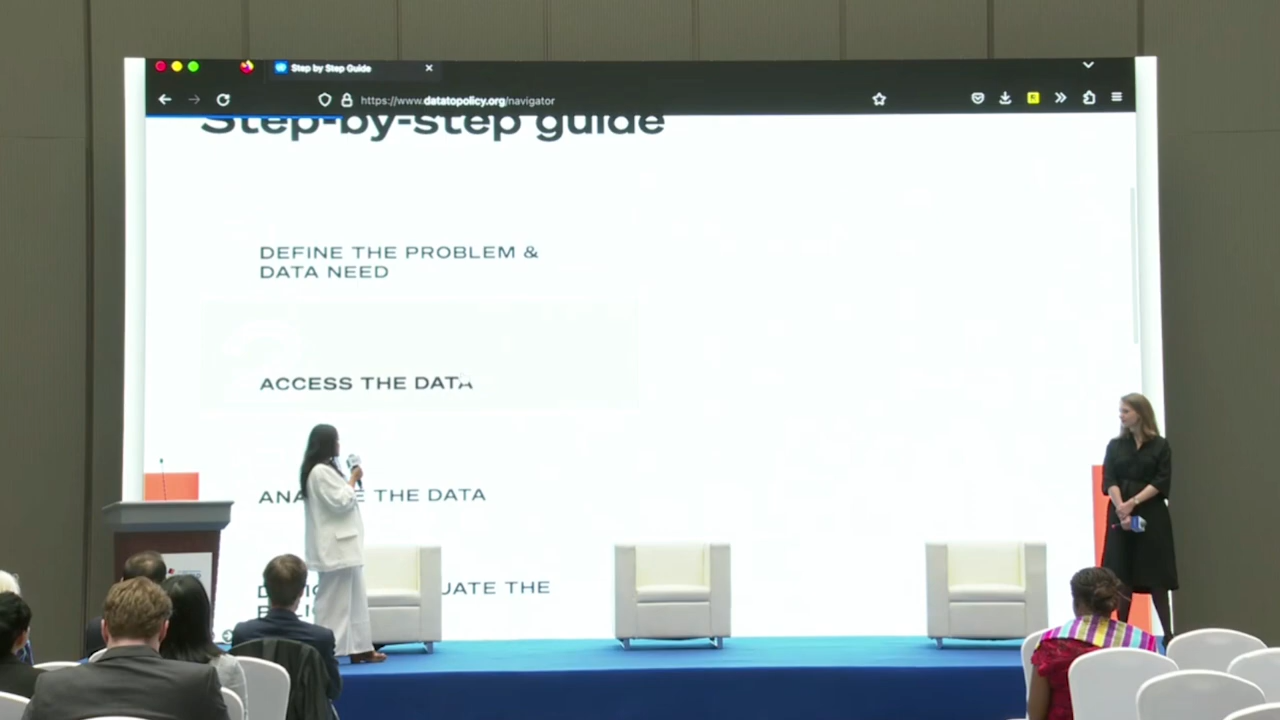 Step by Step Guide
https://www.datatopolicy.org/navigator
Step-by-step guide
DEFINE THE PROBLEM &
DATA NEED
ACCESS THE DATA
THE DATA
THE